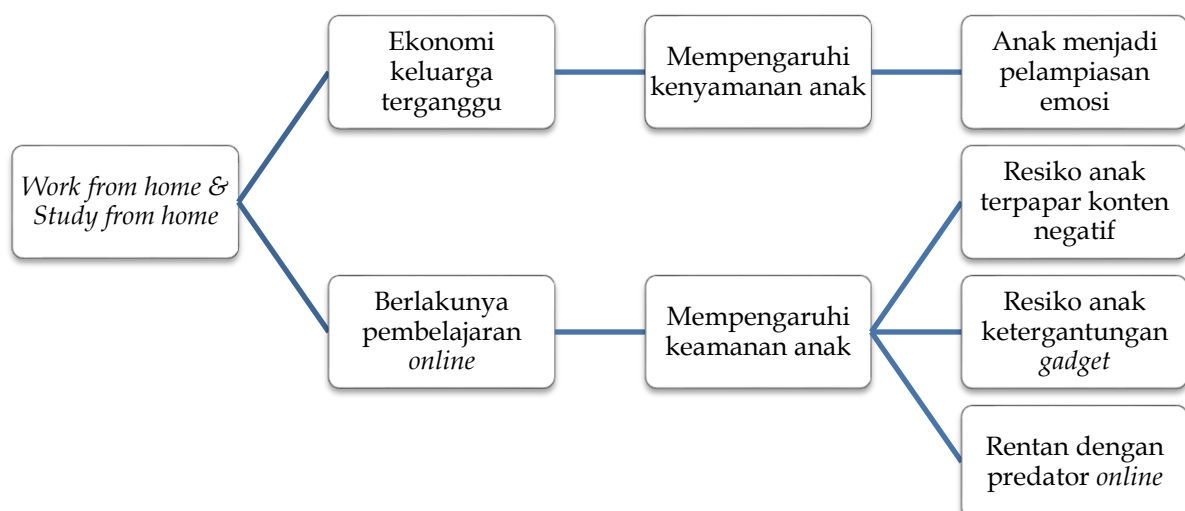 Work from home &
Study from home
Ekonomi
keluarga
terganggu
Mempengaruhi
kenyamanan anak
Anak menjadi
pelampiasan
emosi
Berlakunya
pembelajaran
online
Mempengaruhi
keamanan anak
Resiko anak
terpapar konten
negatif
Resiko anak
ketergantungan
gadget
Rentan dengan
predator online